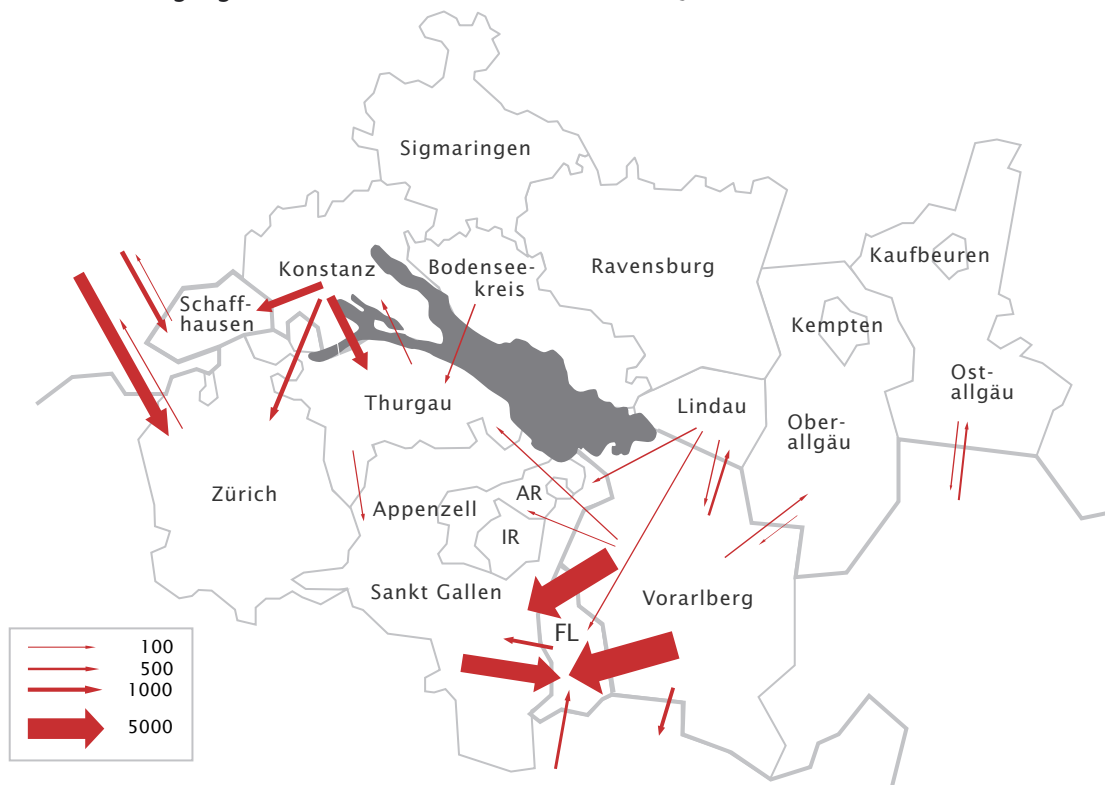 Sigmaringen
Konstanz
Bodensee-
kreis
Ravensburg
Kaufbeuren
Schaff-
hausen
Kempten
Ost-
allgäu
Thurgau
Lindau
Ober-
allgäu
Zürich
Appenzell
AR
IR
Sankt Gallen
Vorarlberg
FL
100
500
1000
5000